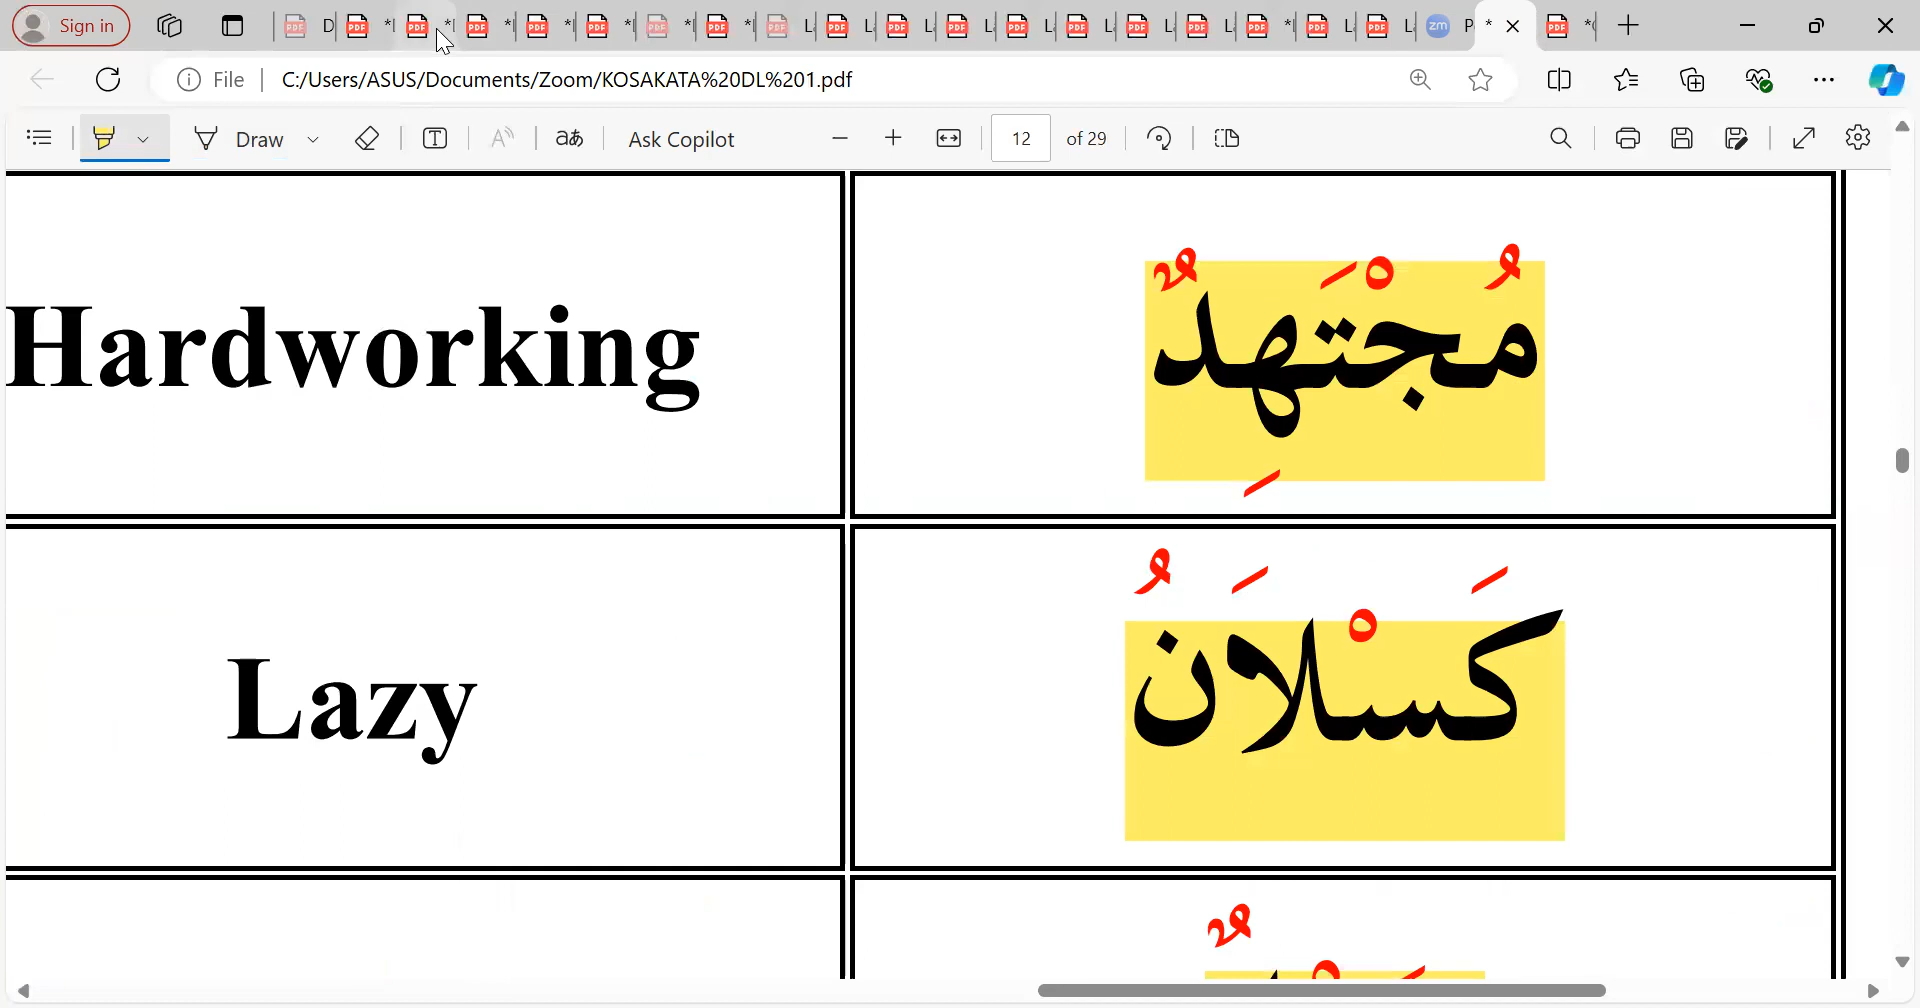 Sign in
File
C:/Users/ASUS/Documents/Zoom/KOSAKATA%20DL%201.pdf
Draw
Ask Copilot
12 of 29
Hardworking مُجْتَهِدٌ
Lazy كَسْلَانُ